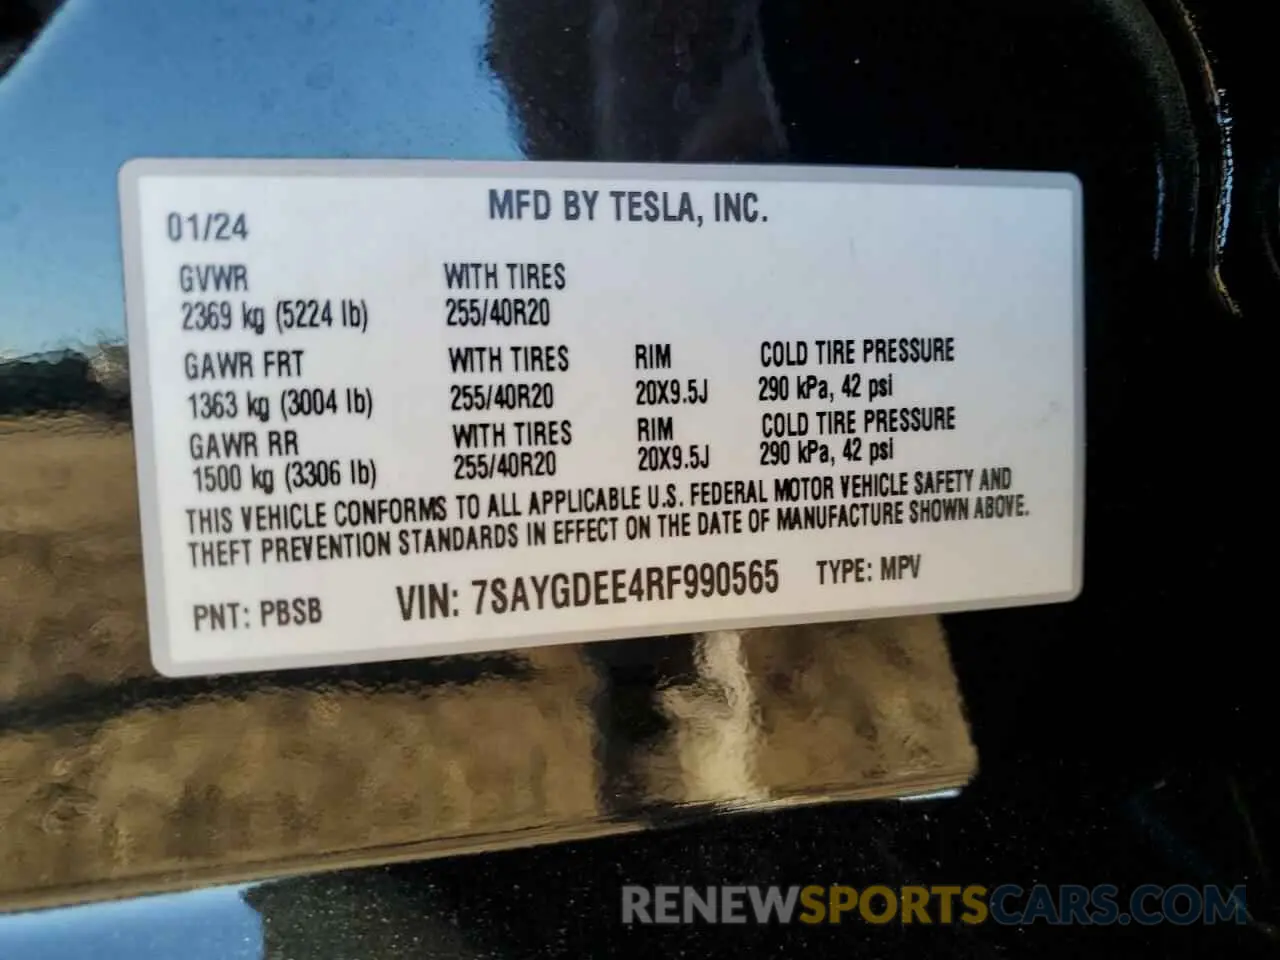 MFD BY TESLA, INC.
01/24
GVWR WITH TIRES
2369 kg (5224 lb) 255/40R20
GAWR FRT WITH TIRES RIM COLD TIRE PRESSURE
1363 kg (3004 lb) 255/40R20 20X9.5J 290 kPa, 42 psi
GAWR RR WITH TIRES RIM COLD TIRE PRESSURE
1500 kg (3306 lb) 255/40R20 20X9.5J 290 kPa, 42 psi
THIS VEHICLE CONFORMS TO ALL APPLICABLE U.S. FEDERAL MOTOR VEHICLE SAFETY AND
THEFT PREVENTION STANDARDS IN EFFECT ON THE DATE OF MANUFACTURE SHOWN ABOVE.
PNT: PBSB VIN: 7SAYGDEE4RF990565 TYPE: MPV
RENEWSPORTSCARS.COM